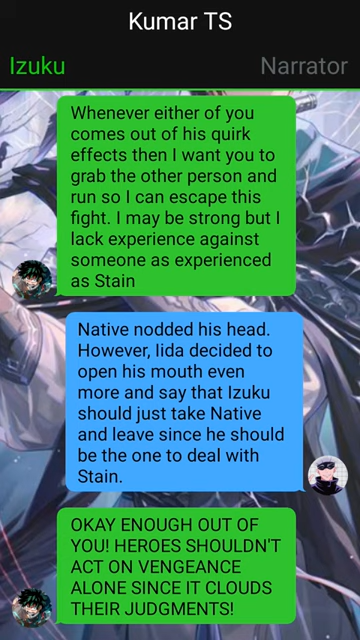 Kumar TS
Izuku Narrator
Whenever either of you
comes out of his quirk
effects then I want you to
grab the other person and
run so I can escape this
fight. I may be strong but I
lack experience against
someone as experienced
as Stain
Native nodded his head.
However, Iida decided to
open his mouth even
more and say that Izuku
should just take Native
and leave since he should
be the one to deal with
Stain.
OKAY ENOUGH OUT OF
YOU! HEROES SHOULDN'T
ACT ON VENGEANCE
ALONE SINCE IT CLOUDS
THEIR JUDGMENTS!